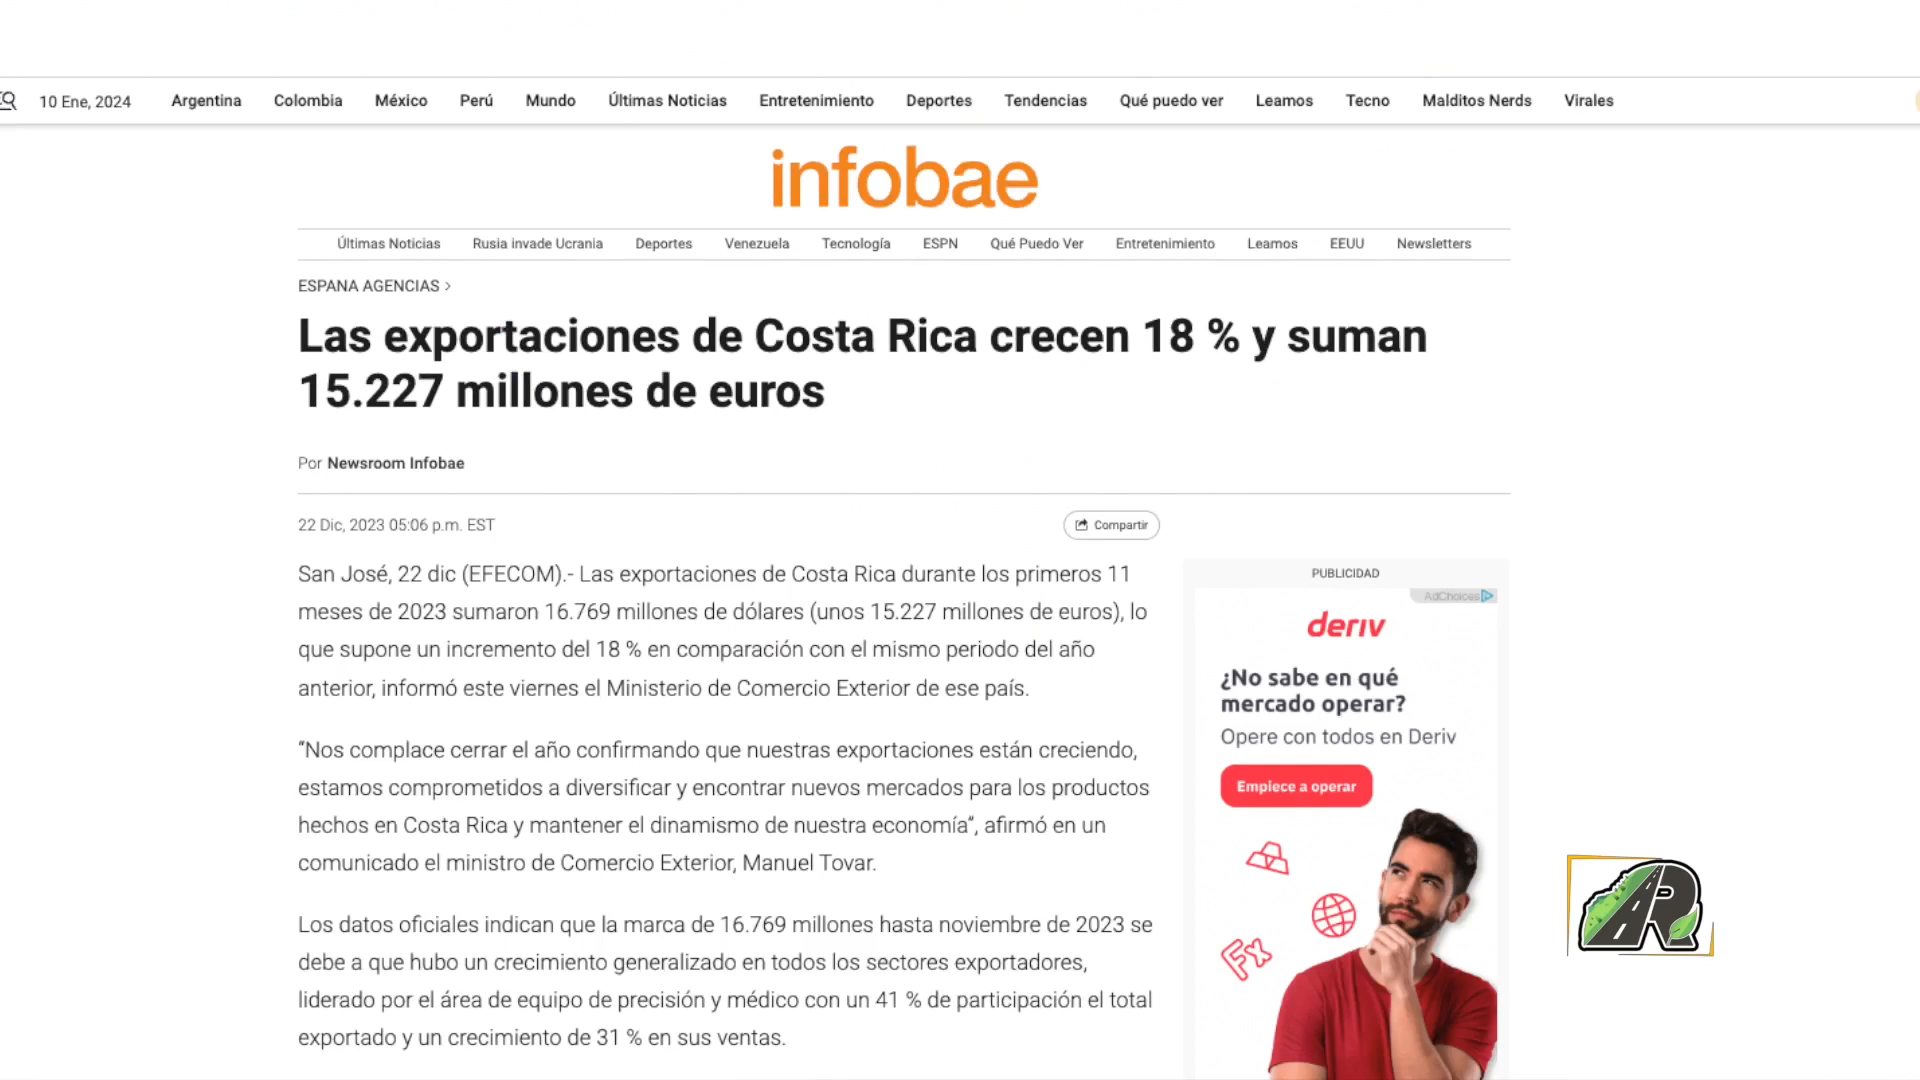 10 Ene, 2024
Argentina
Colombia
México
Perú
Mundo
Últimas Noticias
Entretenimiento
Deportes
Tendencias
Qué puedo ver
Leamos
Tecno
Malditos Nerds
Virales
infobae
Últimas Noticias
Rusia invade Ucrania
Deportes
Venezuela
Tecnología
ESPN
Qué Puedo Ver
Entretenimiento
Leamos
EEUU
Newsletters
ESPANA AGENCIAS >
Las exportaciones de Costa Rica crecen 18 % y suman
15.227 millones de euros
Por Newsroom Infobae
22 Dic, 2023 05:06 p.m. EST
Compartir
San José, 22 dic (EFECOM).- Las exportaciones de Costa Rica durante los primeros 11
meses de 2023 sumaron 16.769 millones de dólares (unos 15.227 millones de euros), lo
que supone un incremento del 18 % en comparación con el mismo periodo del año
anterior, informó este viernes el Ministerio de Comercio Exterior de ese país.
“Nos complace cerrar el año confirmando que nuestras exportaciones están creciendo,
estamos comprometidos a diversificar y encontrar nuevos mercados para los productos
hechos en Costa Rica y mantener el dinamismo de nuestra economía”, afirmó en un
comunicado el ministro de Comercio Exterior, Manuel Tovar.
Los datos oficiales indican que la marca de 16.769 millones hasta noviembre de 2023 se
debe a que hubo un crecimiento generalizado en todos los sectores exportadores,
liderado por el área de equipo de precisión y médico con un 41 % de participación el total
exportado y un crecimiento de 31 % en sus ventas.
PUBLICIDAD
AdChoices
deriv
¿No sabe en qué
mercado operar?
Opere con todos en Deriv
Empiece a operar
Fx
AR